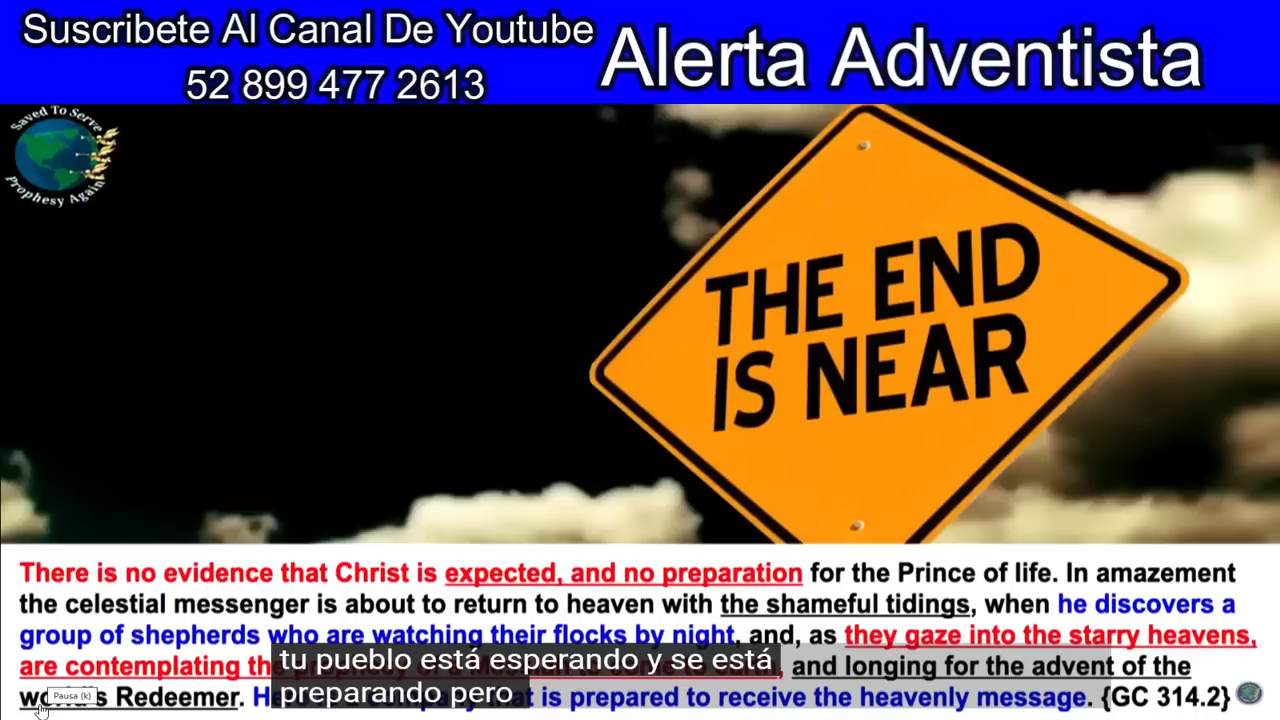 Suscribete Al Canal De Youtube
52 899 477 2613
Alerta Adventista
Saved To Serve
Prophesy Again
THE END
IS NEAR
There is no evidence that Christ is expected, and no preparation for the Prince of life. In amazement
the celestial messenger is about to return to heaven with the shameful tidings, when he discovers a
group of shepherds who are watching their flocks by night, and, as they gaze into the starry heavens,
are contemplating the and longing for the advent of the
Redeemer. is prepared to receive the heavenly message. {GC 314.2}
tu pueblo está esperando y se está
preparando pero
Pausa (k)